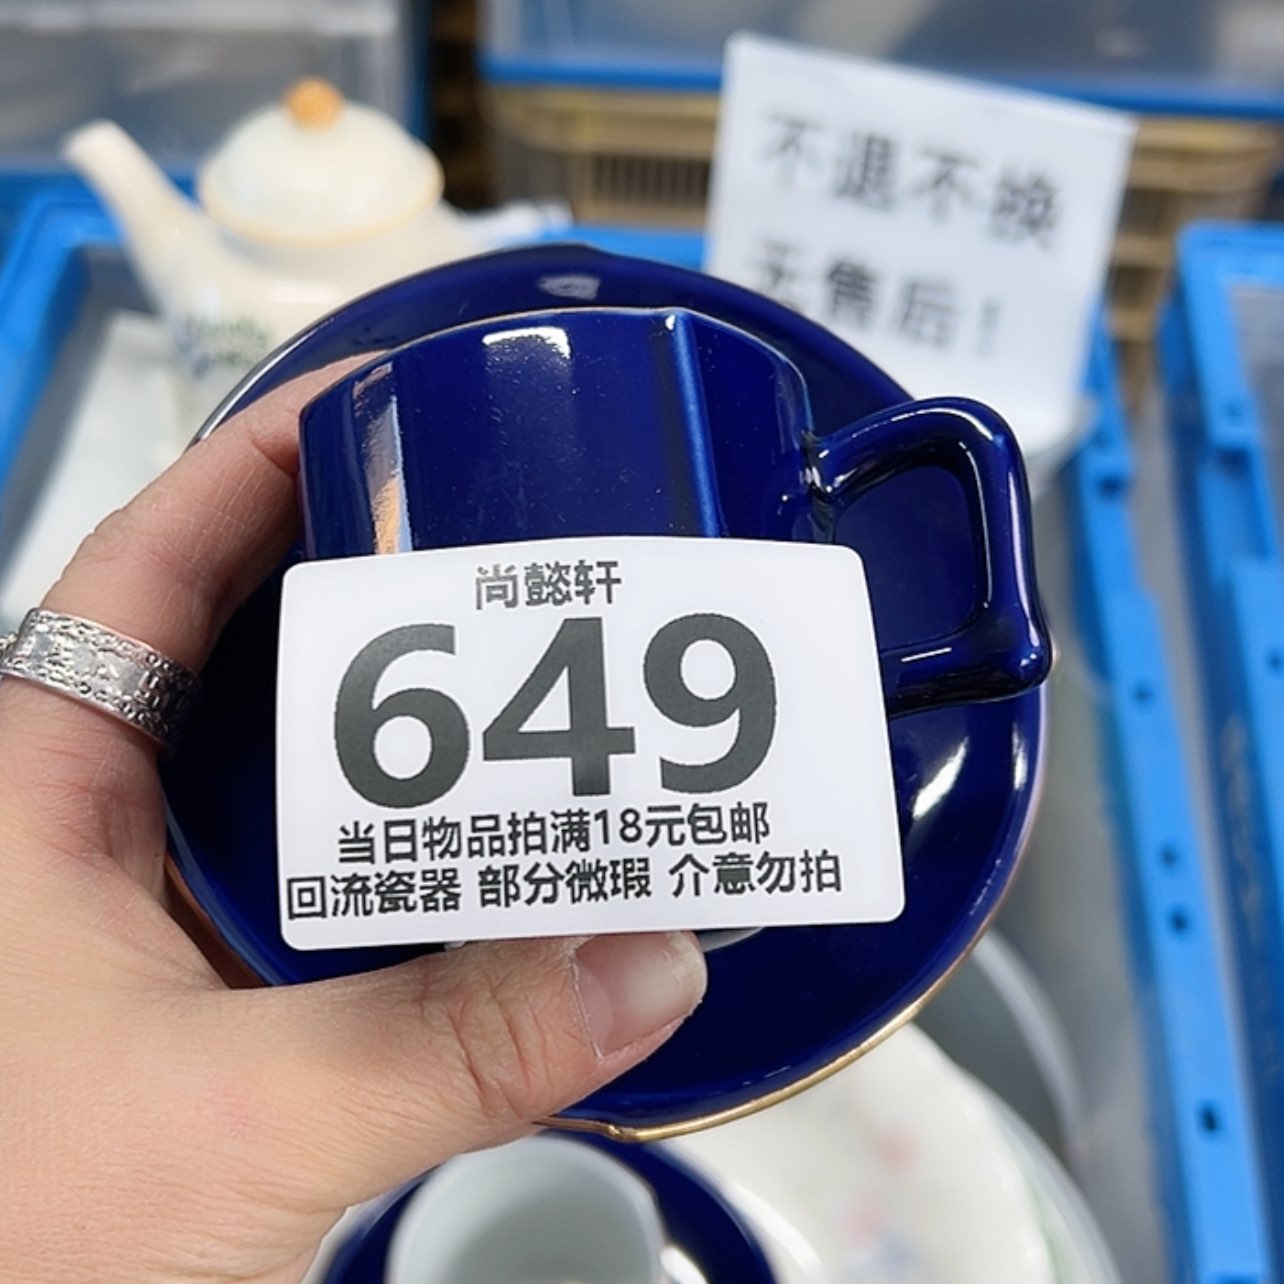 不退不换
无售后！
尚懿轩
649
当日物品拍满18元包邮
回流瓷器 部分微瑕 介意勿拍